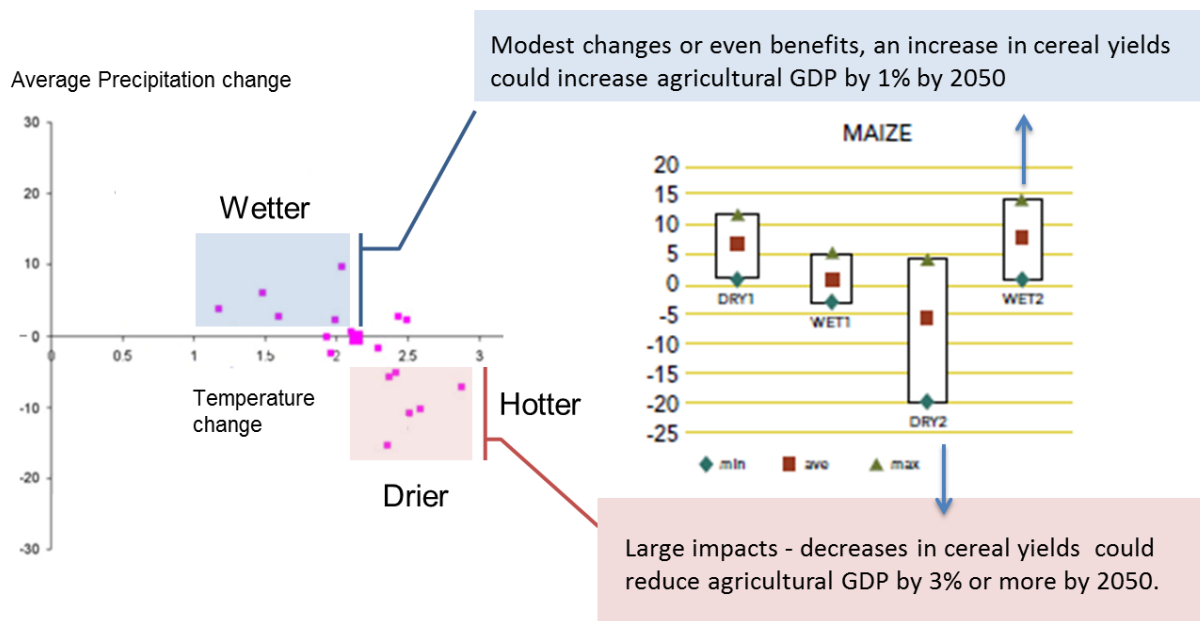 Modest changes or even benefits, an increase in cereal yields
could increase agricultural GDP by 1% by 2050
Average Precipitation change
30
20
10
0
-10
-20
-30
0
0.5
1
1.5
2
2.5
3
Wetter
Temperature
change
Hotter
Drier
MAIZE
20
15
10
5
0
-5
-10
-15
-20
-25
DRY1
WET1
DRY2
WET2
min
ave
max
Large impacts - decreases in cereal yields could
reduce agricultural GDP by 3% or more by 2050.